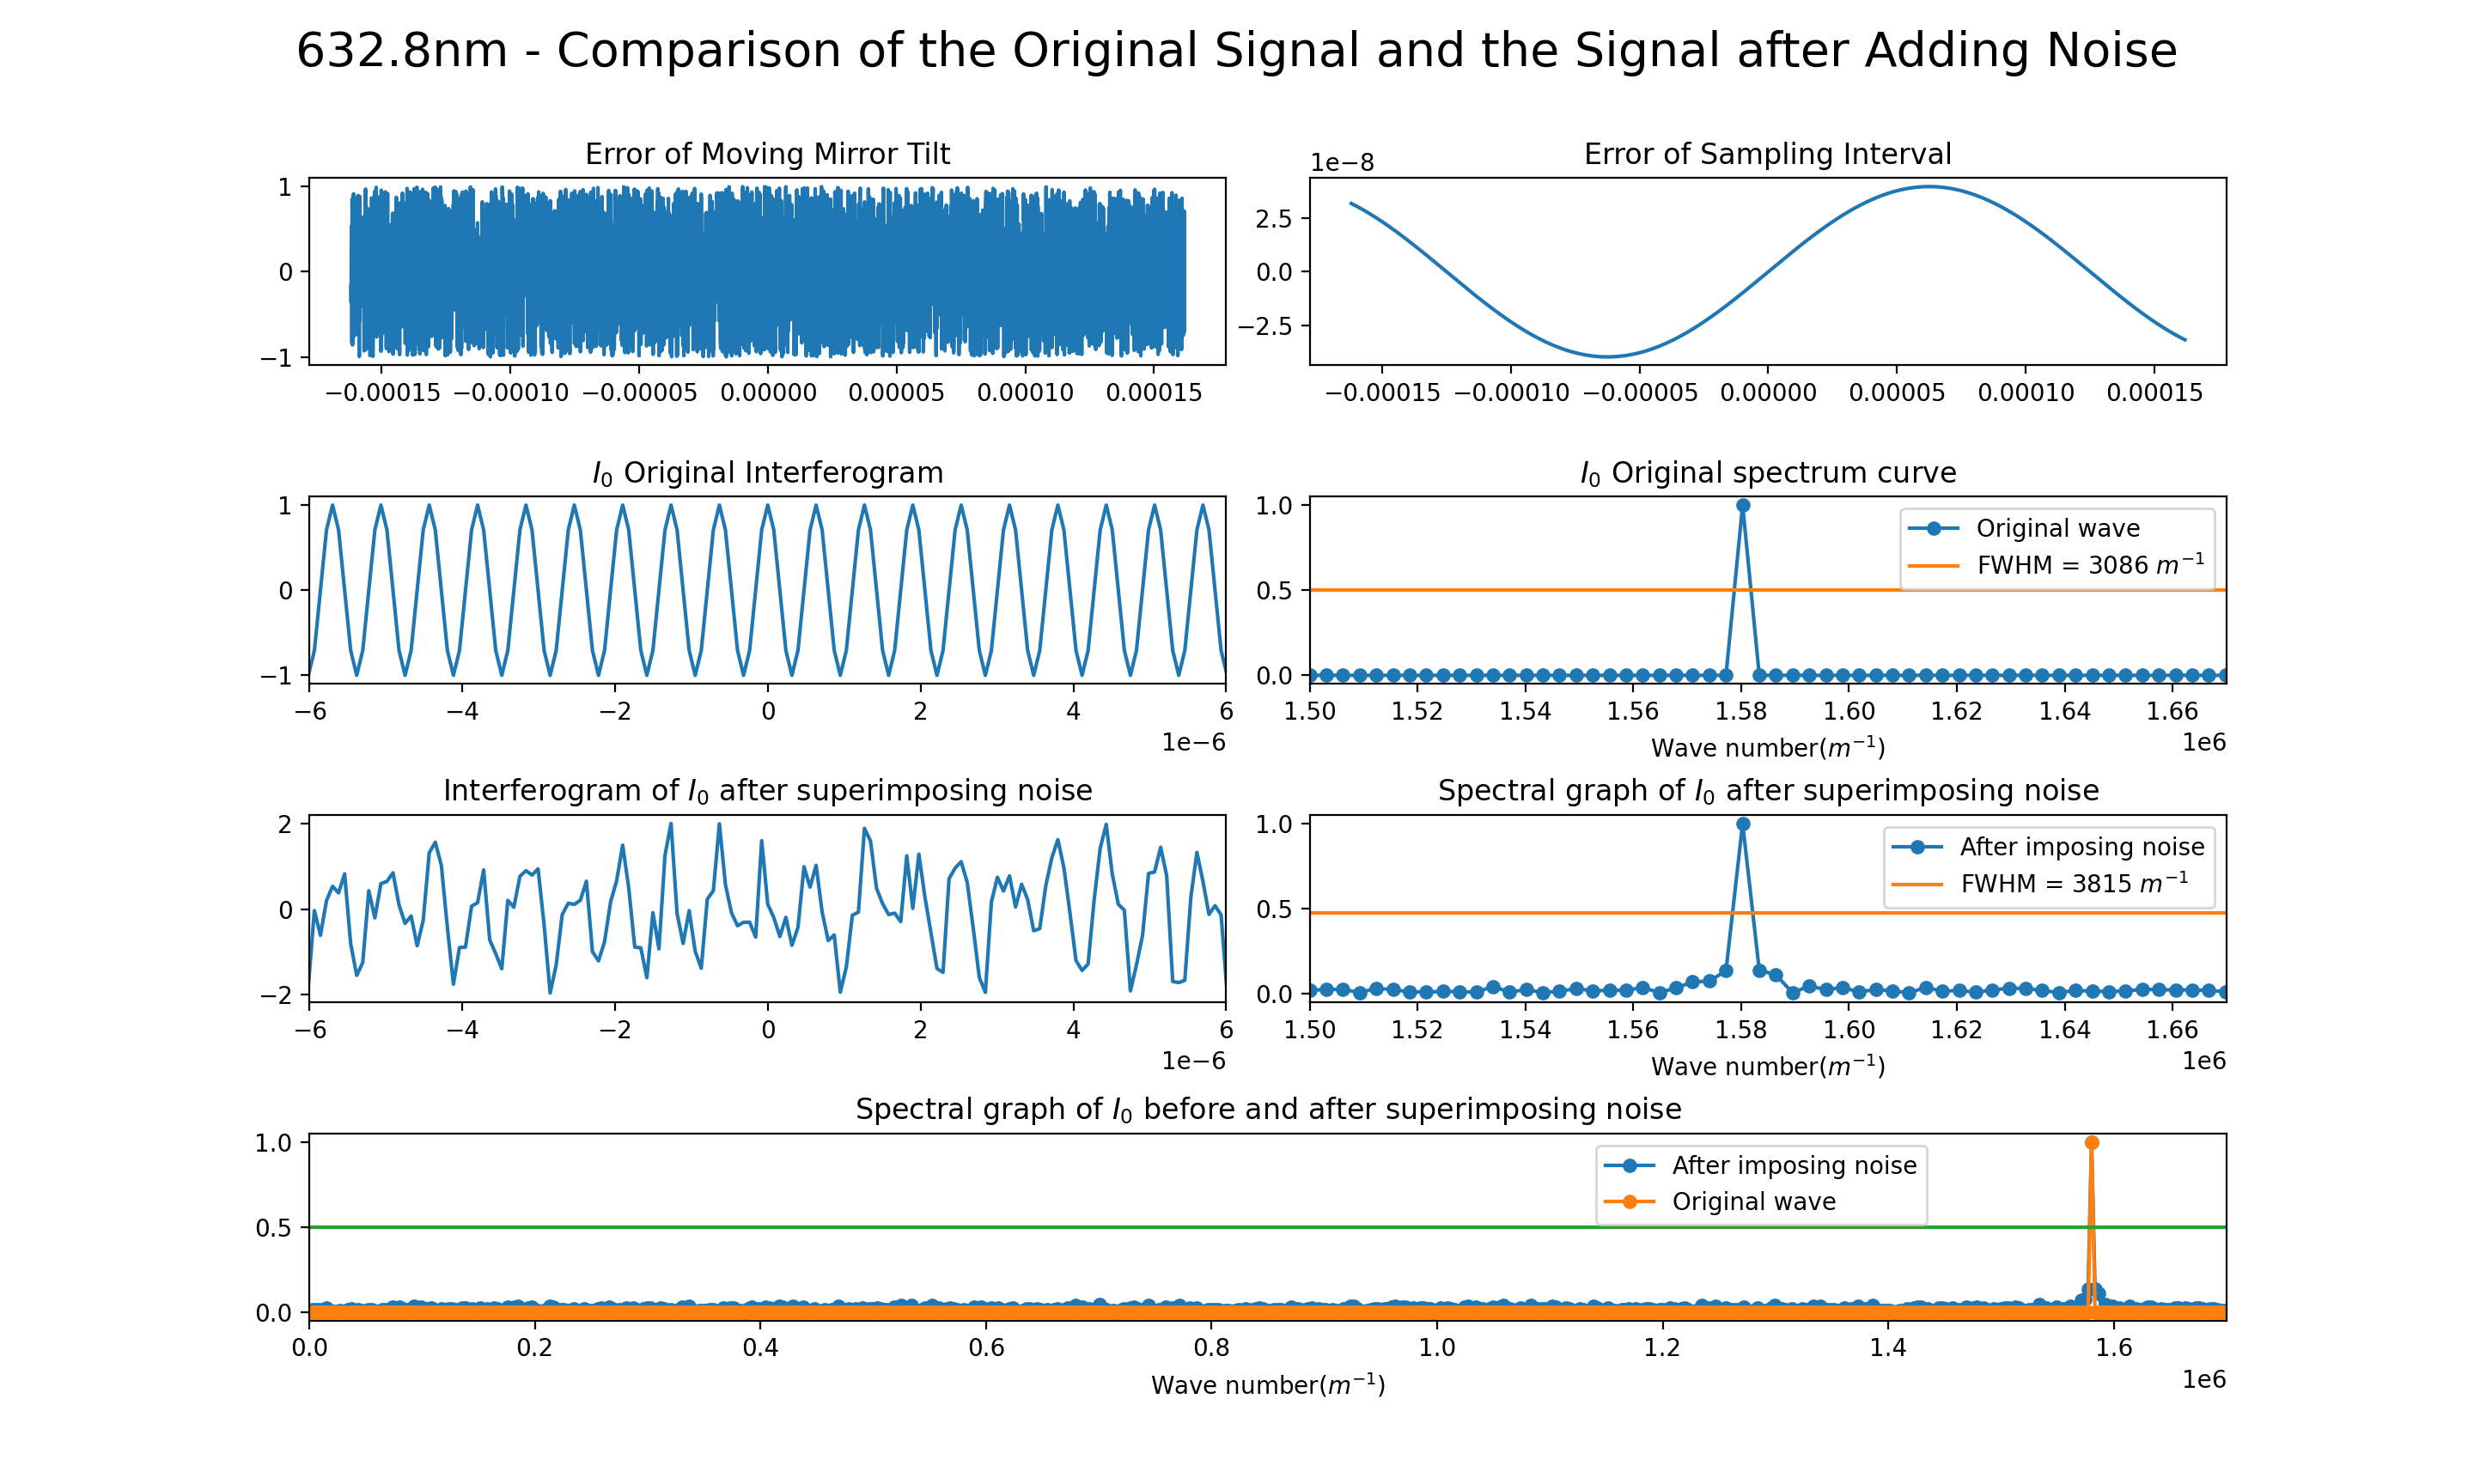 632.8nm - Comparison of the Original Signal and the Signal after Adding Noise
Error of Moving Mirror Tilt
1
0
−1
−0.00015 −0.00010 −0.00005 0.00000 0.00005 0.00010 0.00015
Error of Sampling Interval
1e−8
2.5
0.0
−2.5
−0.00015 −0.00010 −0.00005 0.00000 0.00005 0.00010 0.00015
I₀ Original Interferogram
1
0
−1
−6 −4 −2 0 2 4 6
1e−6
I₀ Original spectrum curve
1.0
0.5
0.0
Original wave
FWHM = 3086 m⁻¹
1.50 1.52 1.54 1.56 1.58 1.60 1.62 1.64 1.66
Wave number(m⁻¹)
1e6
Interferogram of I₀ after superimposing noise
2
0
−2
−6 −4 −2 0 2 4 6
1e−6
Spectral graph of I₀ after superimposing noise
1.0
0.5
0.0
After imposing noise
FWHM = 3815 m⁻¹
1.50 1.52 1.54 1.56 1.58 1.60 1.62 1.64 1.66
Wave number(m⁻¹)
1e6
Spectral graph of I₀ before and after superimposing noise
1.0
0.5
0.0
After imposing noise
Original wave
0.0 0.2 0.4 0.6 0.8 1.0 1.2 1.4 1.6
Wave number(m⁻¹)
1e6